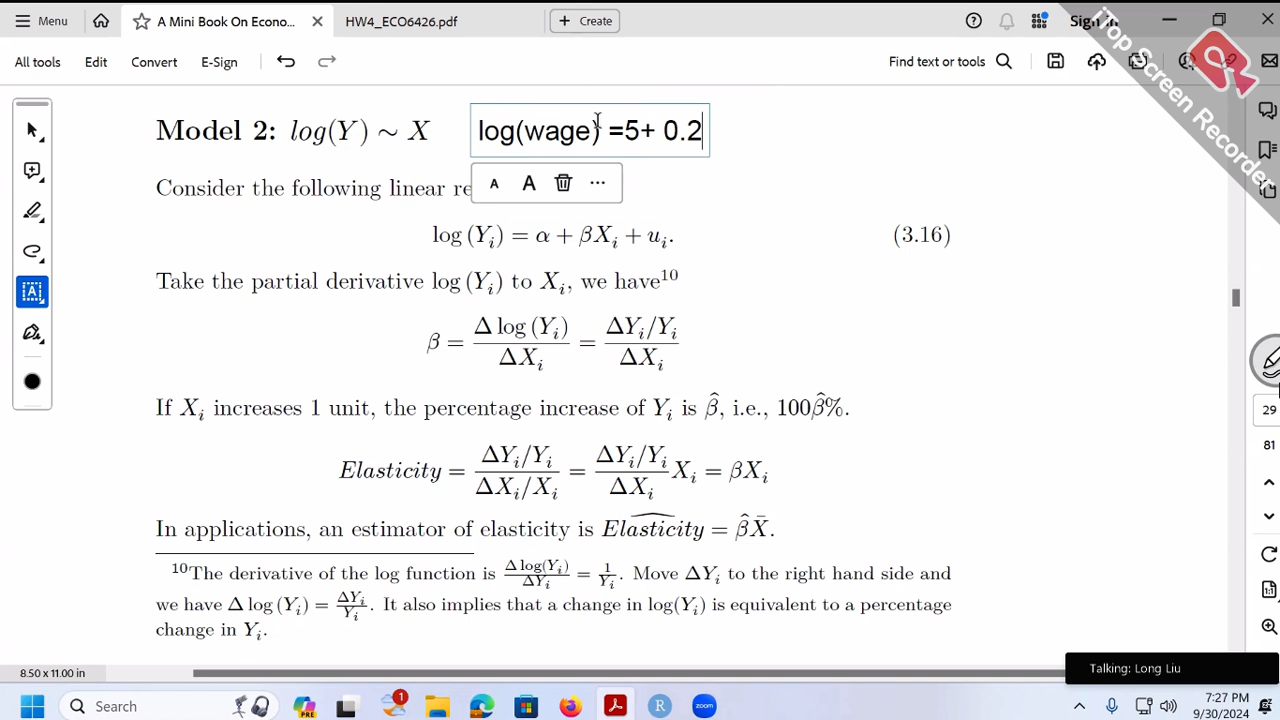 Menu A Mini Book On Econo... HW4_ECO6426.pdf + Create Sign in
All tools Edit Convert E-Sign Find text or tools
iTop Screen Recorder
Model 2: log(Y) ∼ X log(wage) =5+ 0.2
A A ...
Consider the following linear re
log (Yᵢ) = α + βXᵢ + uᵢ. (3.16)
Take the partial derivative log (Yᵢ) to Xᵢ, we have¹⁰
β = Δ log (Yᵢ) / ΔXᵢ = ΔYᵢ/Yᵢ / ΔXᵢ
If Xᵢ increases 1 unit, the percentage increase of Yᵢ is β̂, i.e., 100β̂%.
Elasticity = ΔYᵢ/Yᵢ / ΔXᵢ/Xᵢ = ΔYᵢ/Yᵢ / ΔXᵢ Xᵢ = βXᵢ
In applications, an estimator of elasticity is Elasticitŷ = β̂X̄.
¹⁰The derivative of the log function is Δ log(Yᵢ) / ΔYᵢ = 1/Yᵢ. Move ΔYᵢ to the right hand side and
we have Δ log (Yᵢ) = ΔYᵢ/Yᵢ. It also implies that a change in log(Yᵢ) is equivalent to a percentage
change in Yᵢ.
29
81
8.50 x 11.00 in
Talking: Long Liu
Search PRE 1 R zoom 7:27 PM
9/30/2024